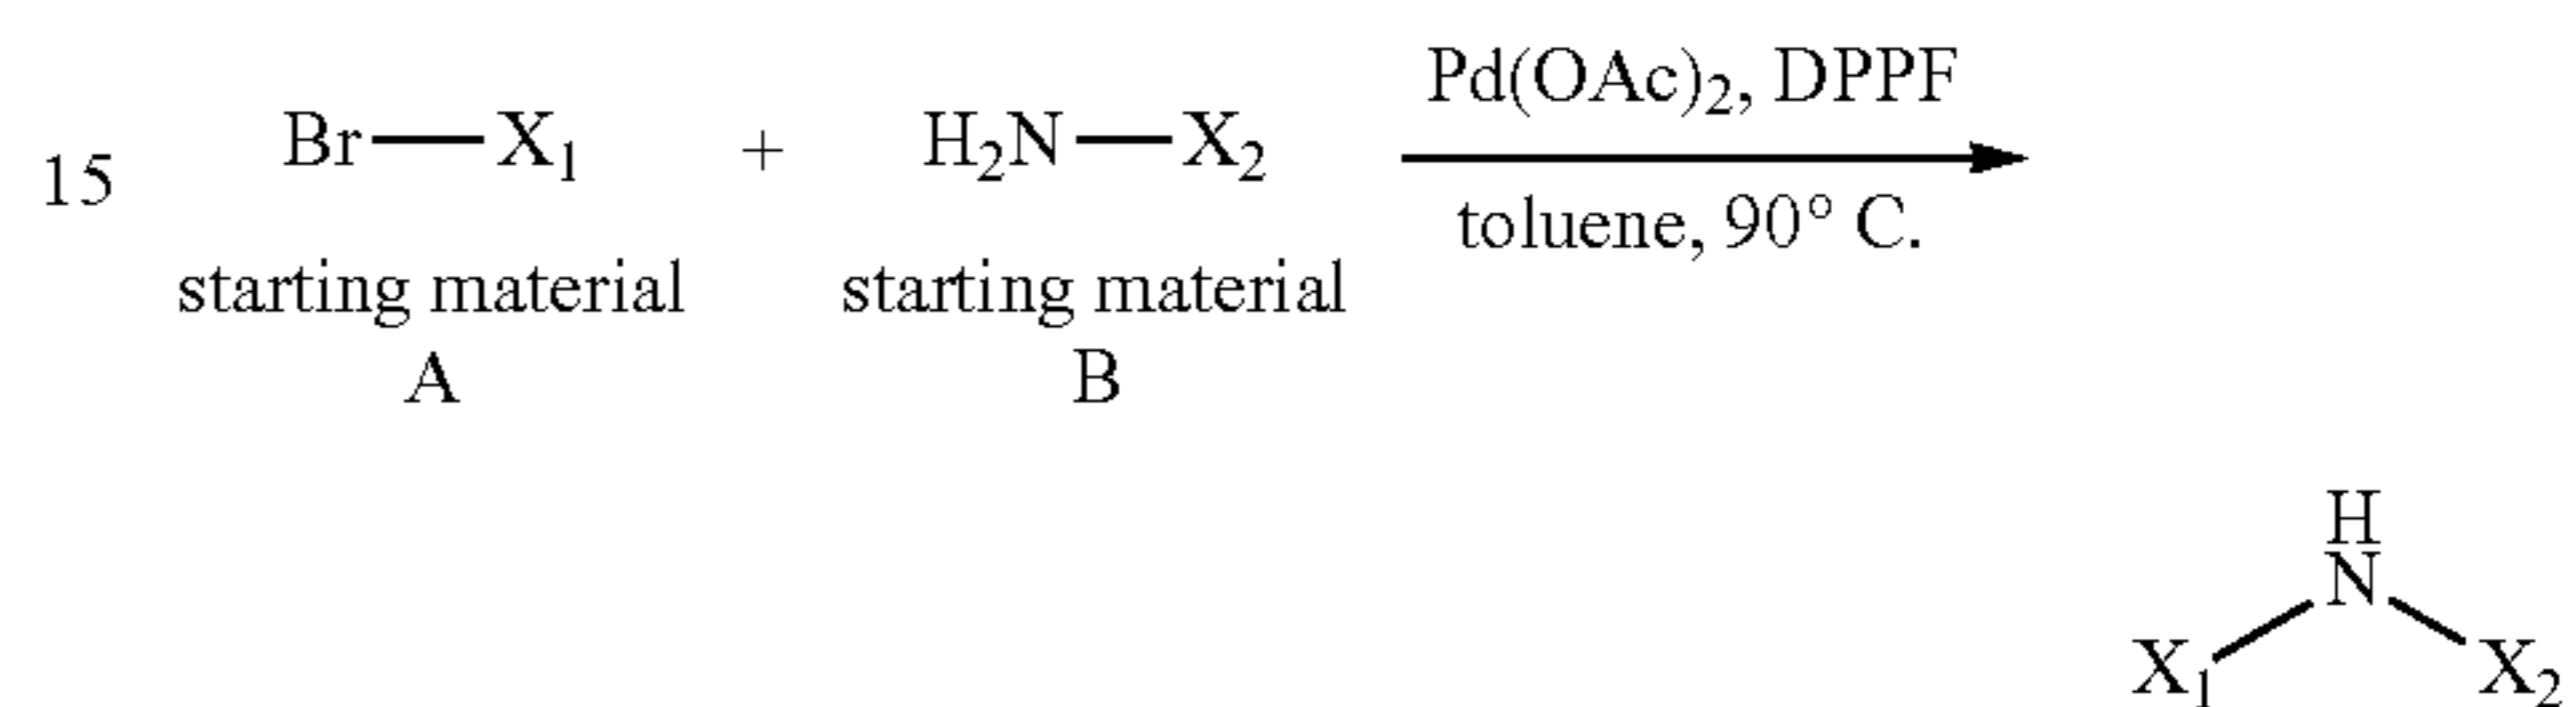 Pd(OAc)₂, DPPF
15 Br—X₁ + H₂N—X₂
toluene, 90° C.
starting material starting material
A B
H
N
X₁ X₂